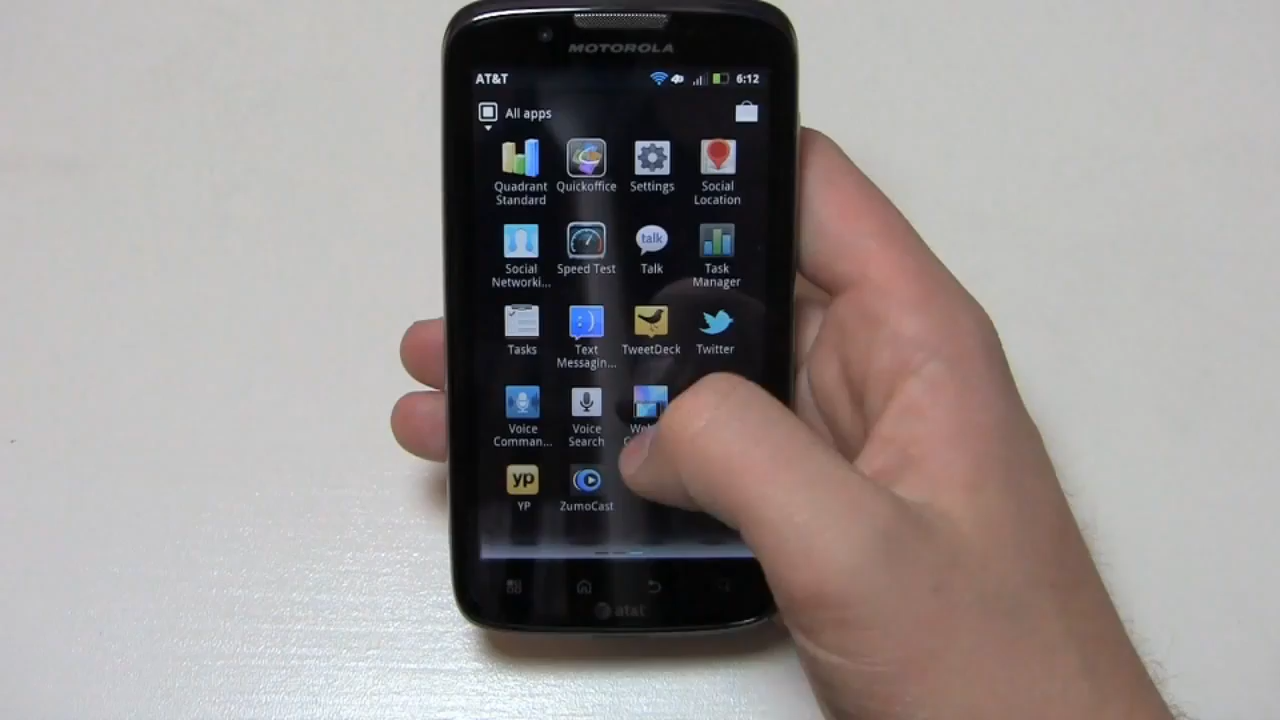 MOTOROLA
AT&T 6:12
All apps
Quadrant Standard
Quickoffice
Settings
Social Location
Social Networki...
Speed Test
talk
Talk
Task Manager
Tasks
:)
Text Messagin...
TweetDeck
Twitter
Voice Comman...
Voice Search
yp
YP
ZumoCast
at&t